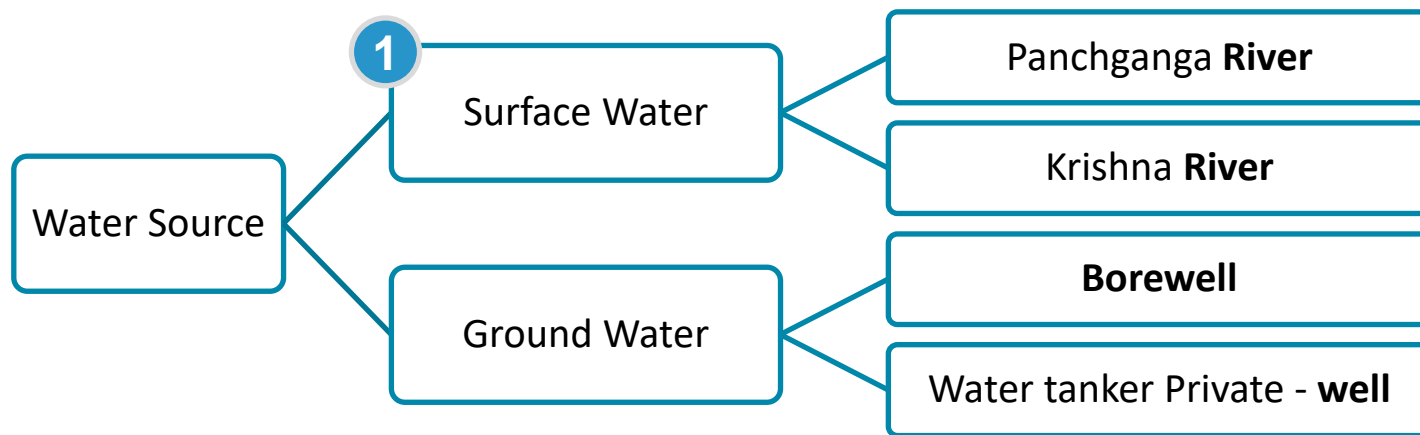 1
Surface Water
Panchganga River
Krishna River
Water Source
Ground Water
Borewell
Water tanker Private - well